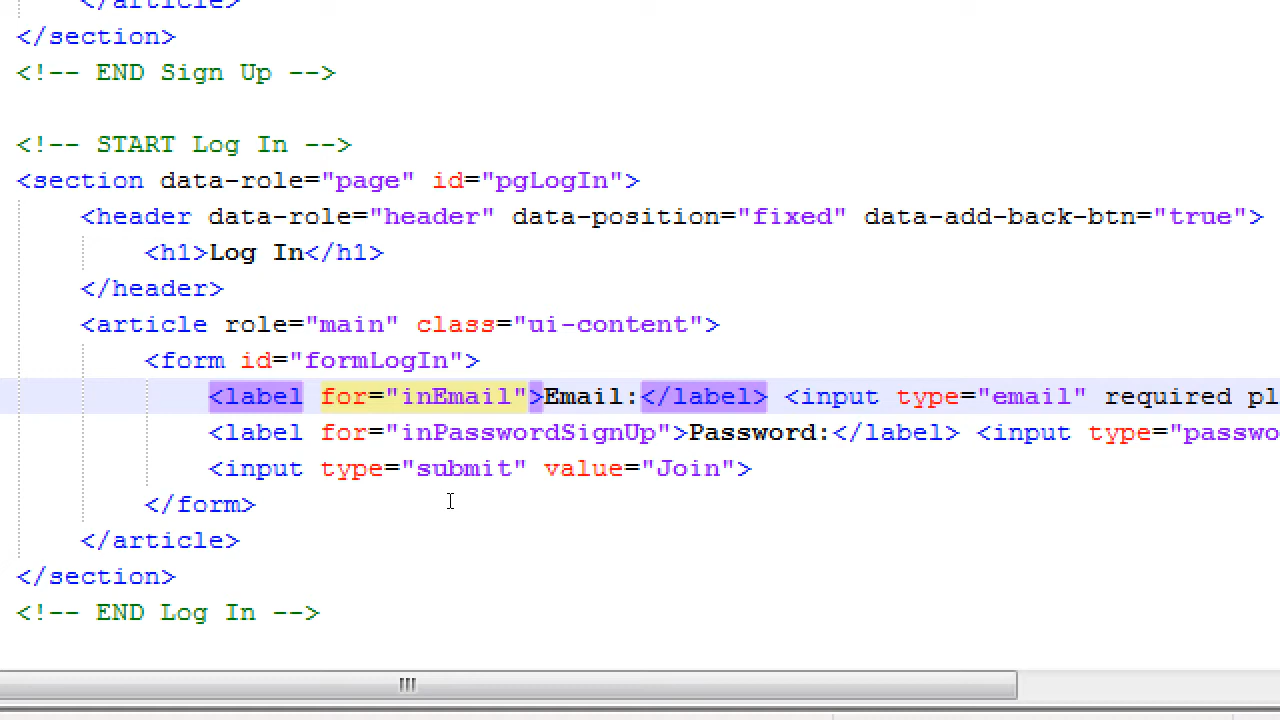 </article>
</section>
<!-- END Sign Up -->
<!-- START Log In -->
<section data-role="page" id="pgLogIn">
<header data-role="header" data-position="fixed" data-add-back-btn="true">
<h1>Log In</h1>
</header>
<article role="main" class="ui-content">
<form id="formLogIn">
<label for="inEmail">Email:</label> <input type="email" required pl
<label for="inPasswordSignUp">Password:</label> <input type="passwo
<input type="submit" value="Join">
</form>
</article>
</section>
<!-- END Log In -->